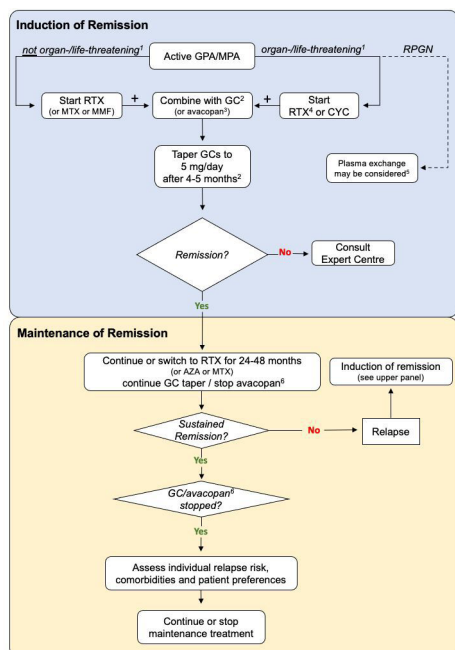 Induction of Remission
not organ-/life-threatening¹
Active GPA/MPA
organ-/life-threatening¹
RPGN
Start RTX
(or MTX or MMF)
+
Combine with GC²
(or avacopan³)
+
Start
RTX⁴ or CYC
Taper GCs to
5 mg/day
after 4-5 months²
Plasma exchange
may be considered⁵
Remission?
No
Consult
Expert Centre
Yes
Maintenance of Remission
Continue or switch to RTX for 24-48 months
(or AZA or MTX)
continue GC taper / stop avacopan⁶
Induction of remission
(see upper panel)
Sustained
Remission?
No
Relapse
Yes
GC/avacopan⁶
stopped?
Yes
Assess individual relapse risk,
comorbidities and patient preferences
Continue or stop
maintenance treatment